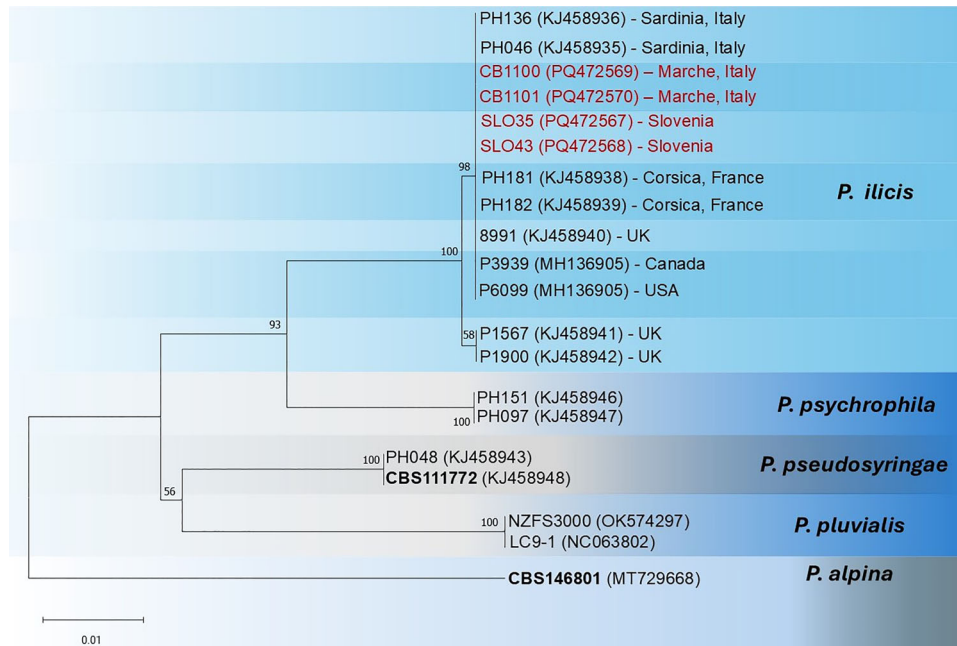 PH136 (KJ458936) - Sardinia, Italy
PH046 (KJ458935) - Sardinia, Italy
CB1100 (PQ472569) – Marche, Italy
CB1101 (PQ472570) – Marche, Italy
SLO35 (PQ472567) - Slovenia
SLO43 (PQ472568) - Slovenia
98
PH181 (KJ458938) - Corsica, France
P. ilicis
PH182 (KJ458939) - Corsica, France
8991 (KJ458940) - UK
100
P3939 (MH136905) - Canada
P6099 (MH136905) - USA
93
58
P1567 (KJ458941) - UK
P1900 (KJ458942) - UK
PH151 (KJ458946)
P. psychrophila
100
PH097 (KJ458947)
100
PH048 (KJ458943)
P. pseudosyringae
CBS111772 (KJ458948)
56
100
NZFS3000 (OK574297)
P. pluvialis
LC9-1 (NC063802)
CBS146801 (MT729668)
P. alpina
0.01